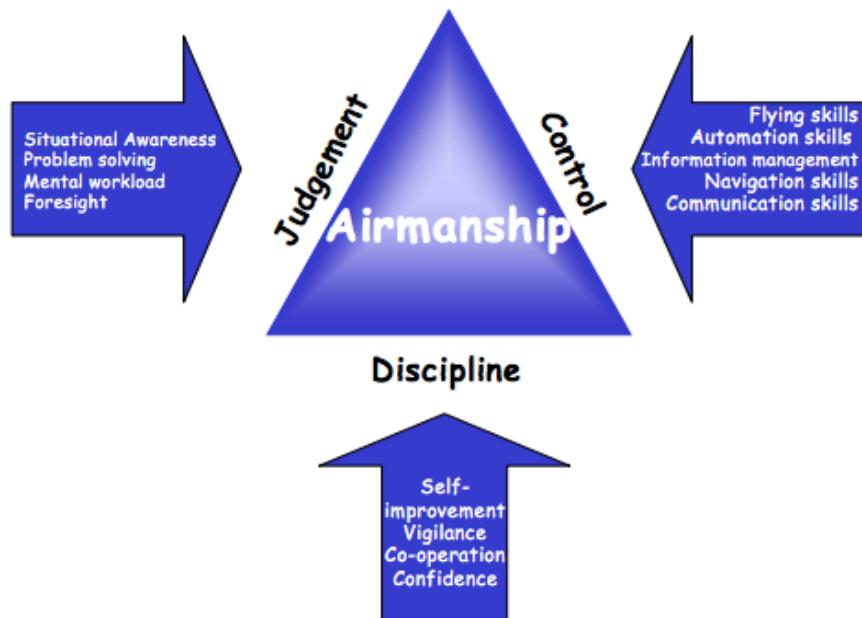 Situational Awareness
Problem solving
Mental workload
Foresight
Judgement
Airmanship
Control
Flying skills
Automation skills
Information management
Navigation skills
Communication skills
Discipline
Self-
improvement
Vigilance
Co-operation
Confidence